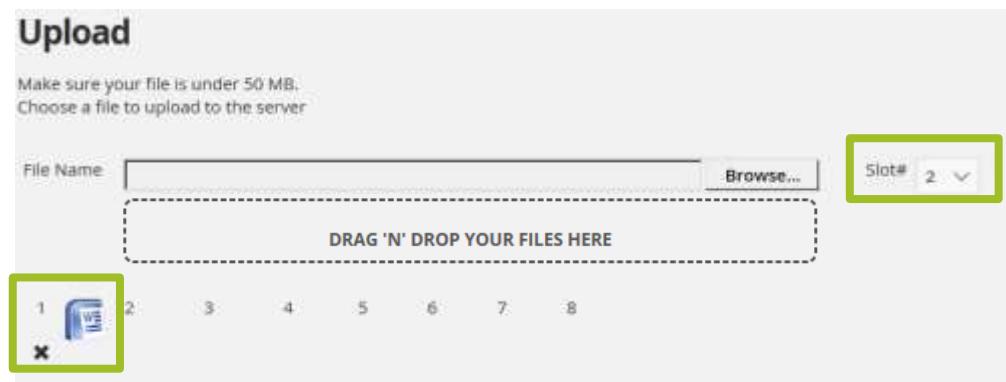 Upload
Make sure your file is under 50 MB.
Choose a file to upload to the server
File Name Browse... Slot# 2
DRAG 'N' DROP YOUR FILES HERE
1 W 2 3 4 5 6 7 8